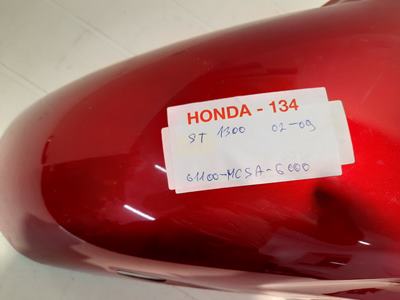 HONDA - 134
ST 1300 02-09
61100-MCSA-G000